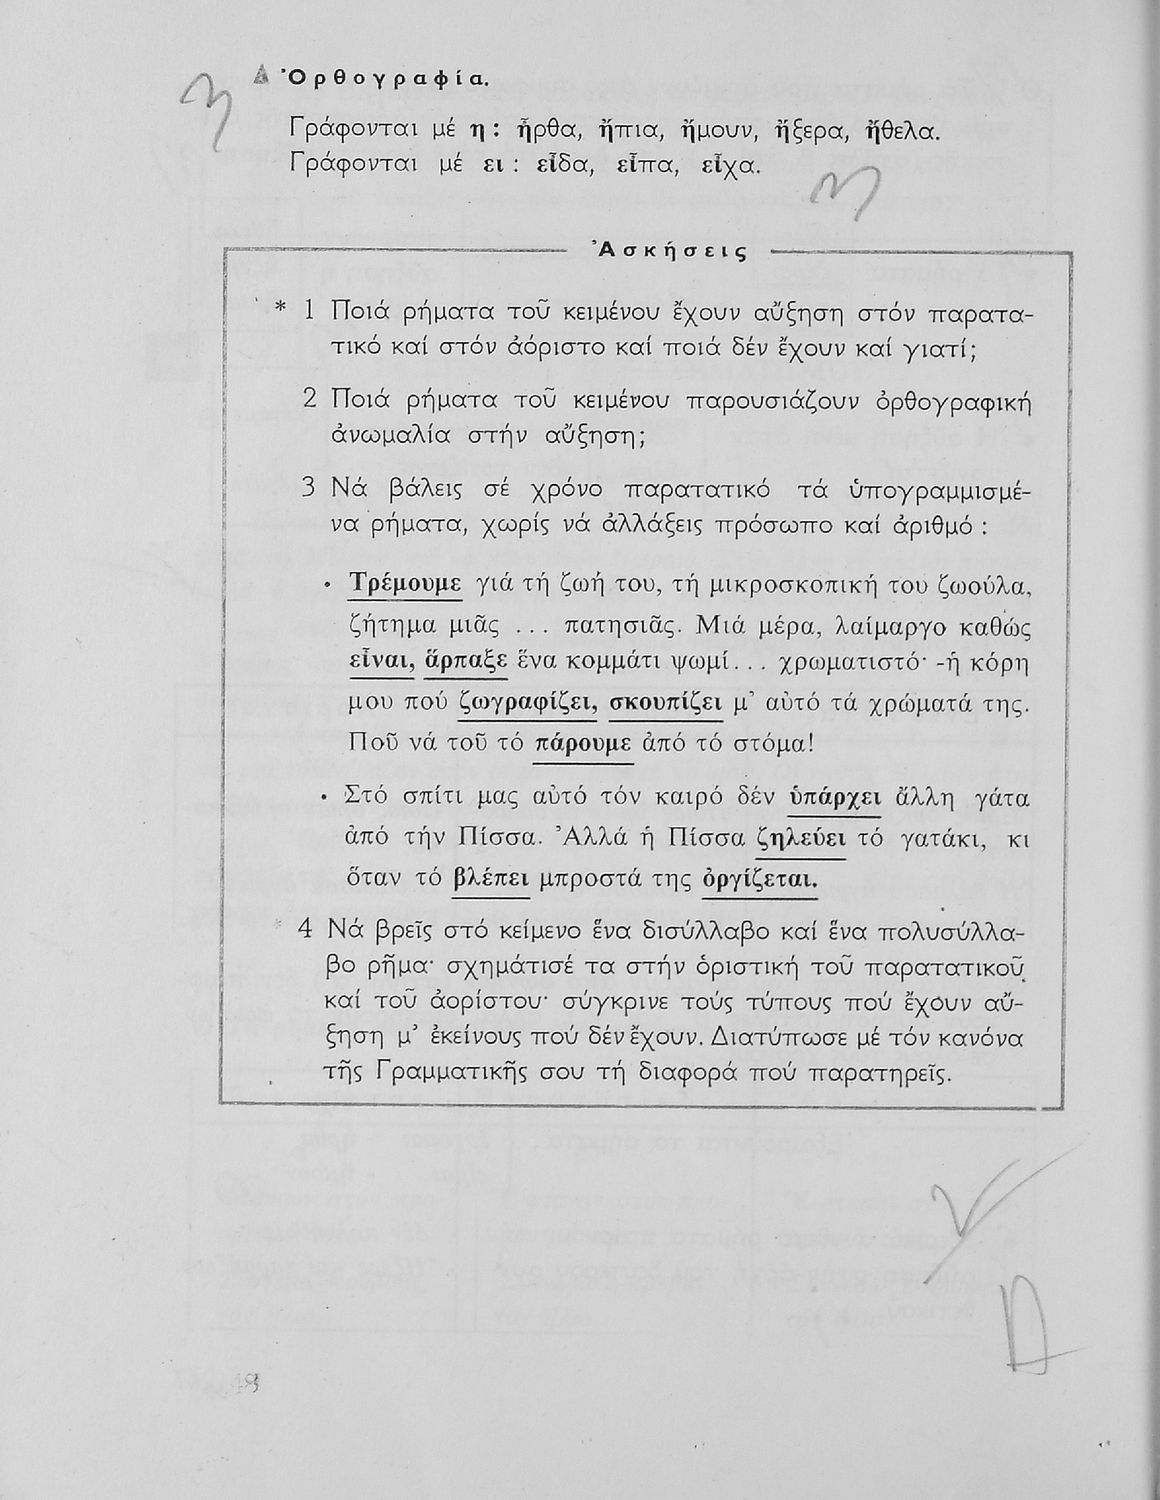 Δ Ὀρθογραφία.
Γράφονται μέ η : ἦρθα, ἤπια, ἤμουν, ἤξερα, ἤθελα.
Γράφονται μέ ει : εἶδα, εἶπα, εἶχα.
Ἀσκήσεις
* 1 Ποιά ρήματα τοῦ κειμένου ἔχουν αὔξηση στόν παρατα-
τικό καί στόν ἀόριστο καί ποιά δέν ἔχουν καί γιατί;
2 Ποιά ρήματα τοῦ κειμένου παρουσιάζουν ὀρθογραφική
ἀνωμαλία στήν αὔξηση;
3 Νά βάλεις σέ χρόνο παρατατικό τά ὑπογραμμισμέ-
να ρήματα, χωρίς νά ἀλλάξεις πρόσωπο καί ἀριθμό :
• Τρέμουμε γιά τή ζωή του, τή μικροσκοπική του ζωούλα,
ζήτημα μιᾶς ... πατησιᾶς. Μιά μέρα, λαίμαργο καθώς
εἶναι, ἅρπαξε ἕνα κομμάτι ψωμί... χρωματιστό· -ἡ κόρη
μου πού ζωγραφίζει, σκουπίζει μ' αὐτό τά χρώματά της.
Ποῦ νά τοῦ τό πάρουμε ἀπό τό στόμα!
• Στό σπίτι μας αὐτό τόν καιρό δέν ὑπάρχει ἄλλη γάτα
ἀπό τήν Πίσσα. Ἀλλά ἡ Πίσσα ζηλεύει τό γατάκι, κι
ὅταν τό βλέπει μπροστά της ὀργίζεται.
* 4 Νά βρεῖς στό κείμενο ἕνα δισύλλαβο καί ἕνα πολυσύλλα-
βο ρῆμα· σχημάτισέ τα στήν ὁριστική τοῦ παρατατικοῦ
καί τοῦ ἀορίστου· σύγκρινε τούς τύπους πού ἔχουν αὔ-
ξηση μ' ἐκείνους πού δέν ἔχουν. Διατύπωσε μέ τόν κανόνα
τῆς Γραμματικῆς σου τή διαφορά πού παρατηρεῖς.
48